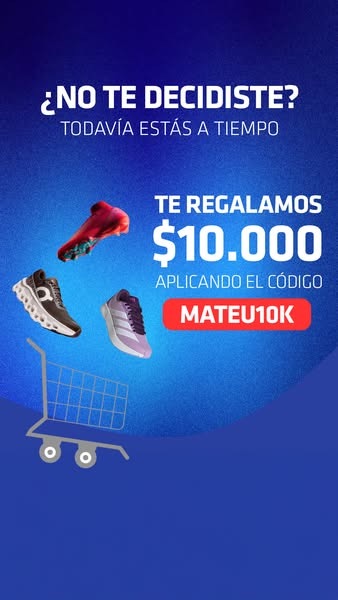 ¿NO TE DECIDISTE?
TODAVÍA ESTÁS A TIEMPO
TE REGALAMOS
$10.000
APLICANDO EL CÓDIGO
MATEU10K